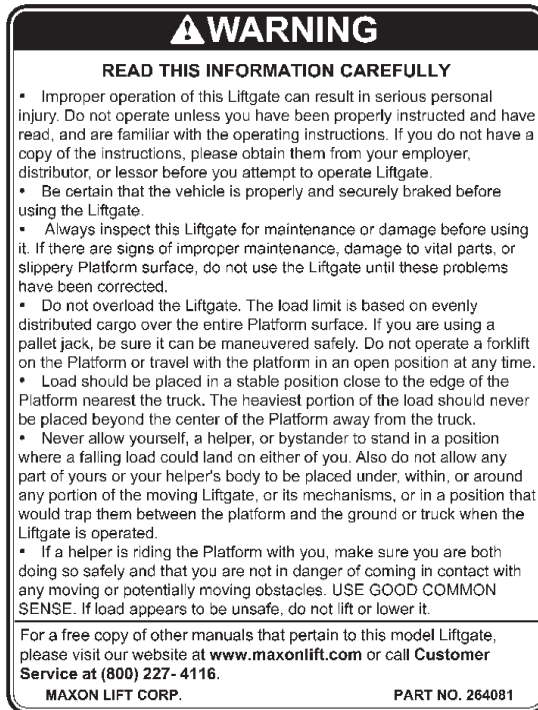 WARNING
READ THIS INFORMATION CAREFULLY
• Improper operation of this Liftgate can result in serious personal
injury. Do not operate unless you have been properly instructed and have
read, and are familiar with the operating instructions. If you do not have a
copy of the instructions, please obtain them from your employer,
distributor, or lessor before you attempt to operate Liftgate.
• Be certain that the vehicle is properly and securely braked before
using the Liftgate.
• Always inspect this Liftgate for maintenance or damage before using
it. If there are signs of improper maintenance, damage to vital parts, or
slippery Platform surface, do not use the Liftgate until these problems
have been corrected.
• Do not overload the Liftgate. The load limit is based on evenly
distributed cargo over the entire Platform surface. If you are using a
pallet jack, be sure it can be maneuvered safely. Do not operate a forklift
on the Platform or travel with the platform in an open position at any time.
• Load should be placed in a stable position close to the edge of the
Platform nearest the truck. The heaviest portion of the load should never
be placed beyond the center of the Platform away from the truck.
• Never allow yourself, a helper, or bystander to stand in a position
where a falling load could land on either of you. Also do not allow any
part of yours or your helper's body to be placed under, within, or around
any portion of the moving Liftgate, or its mechanisms, or in a position that
would trap them between the platform and the ground or truck when the
Liftgate is operated.
• If a helper is riding the Platform with you, make sure you are both
doing so safely and that you are not in danger of coming in contact with
any moving or potentially moving obstacles. USE GOOD COMMON
SENSE. If load appears to be unsafe, do not lift or lower it.
For a free copy of other manuals that pertain to this model Liftgate,
please visit our website at www.maxonlift.com or call Customer
Service at (800) 227- 4116.
MAXON LIFT CORP. PART NO. 264081